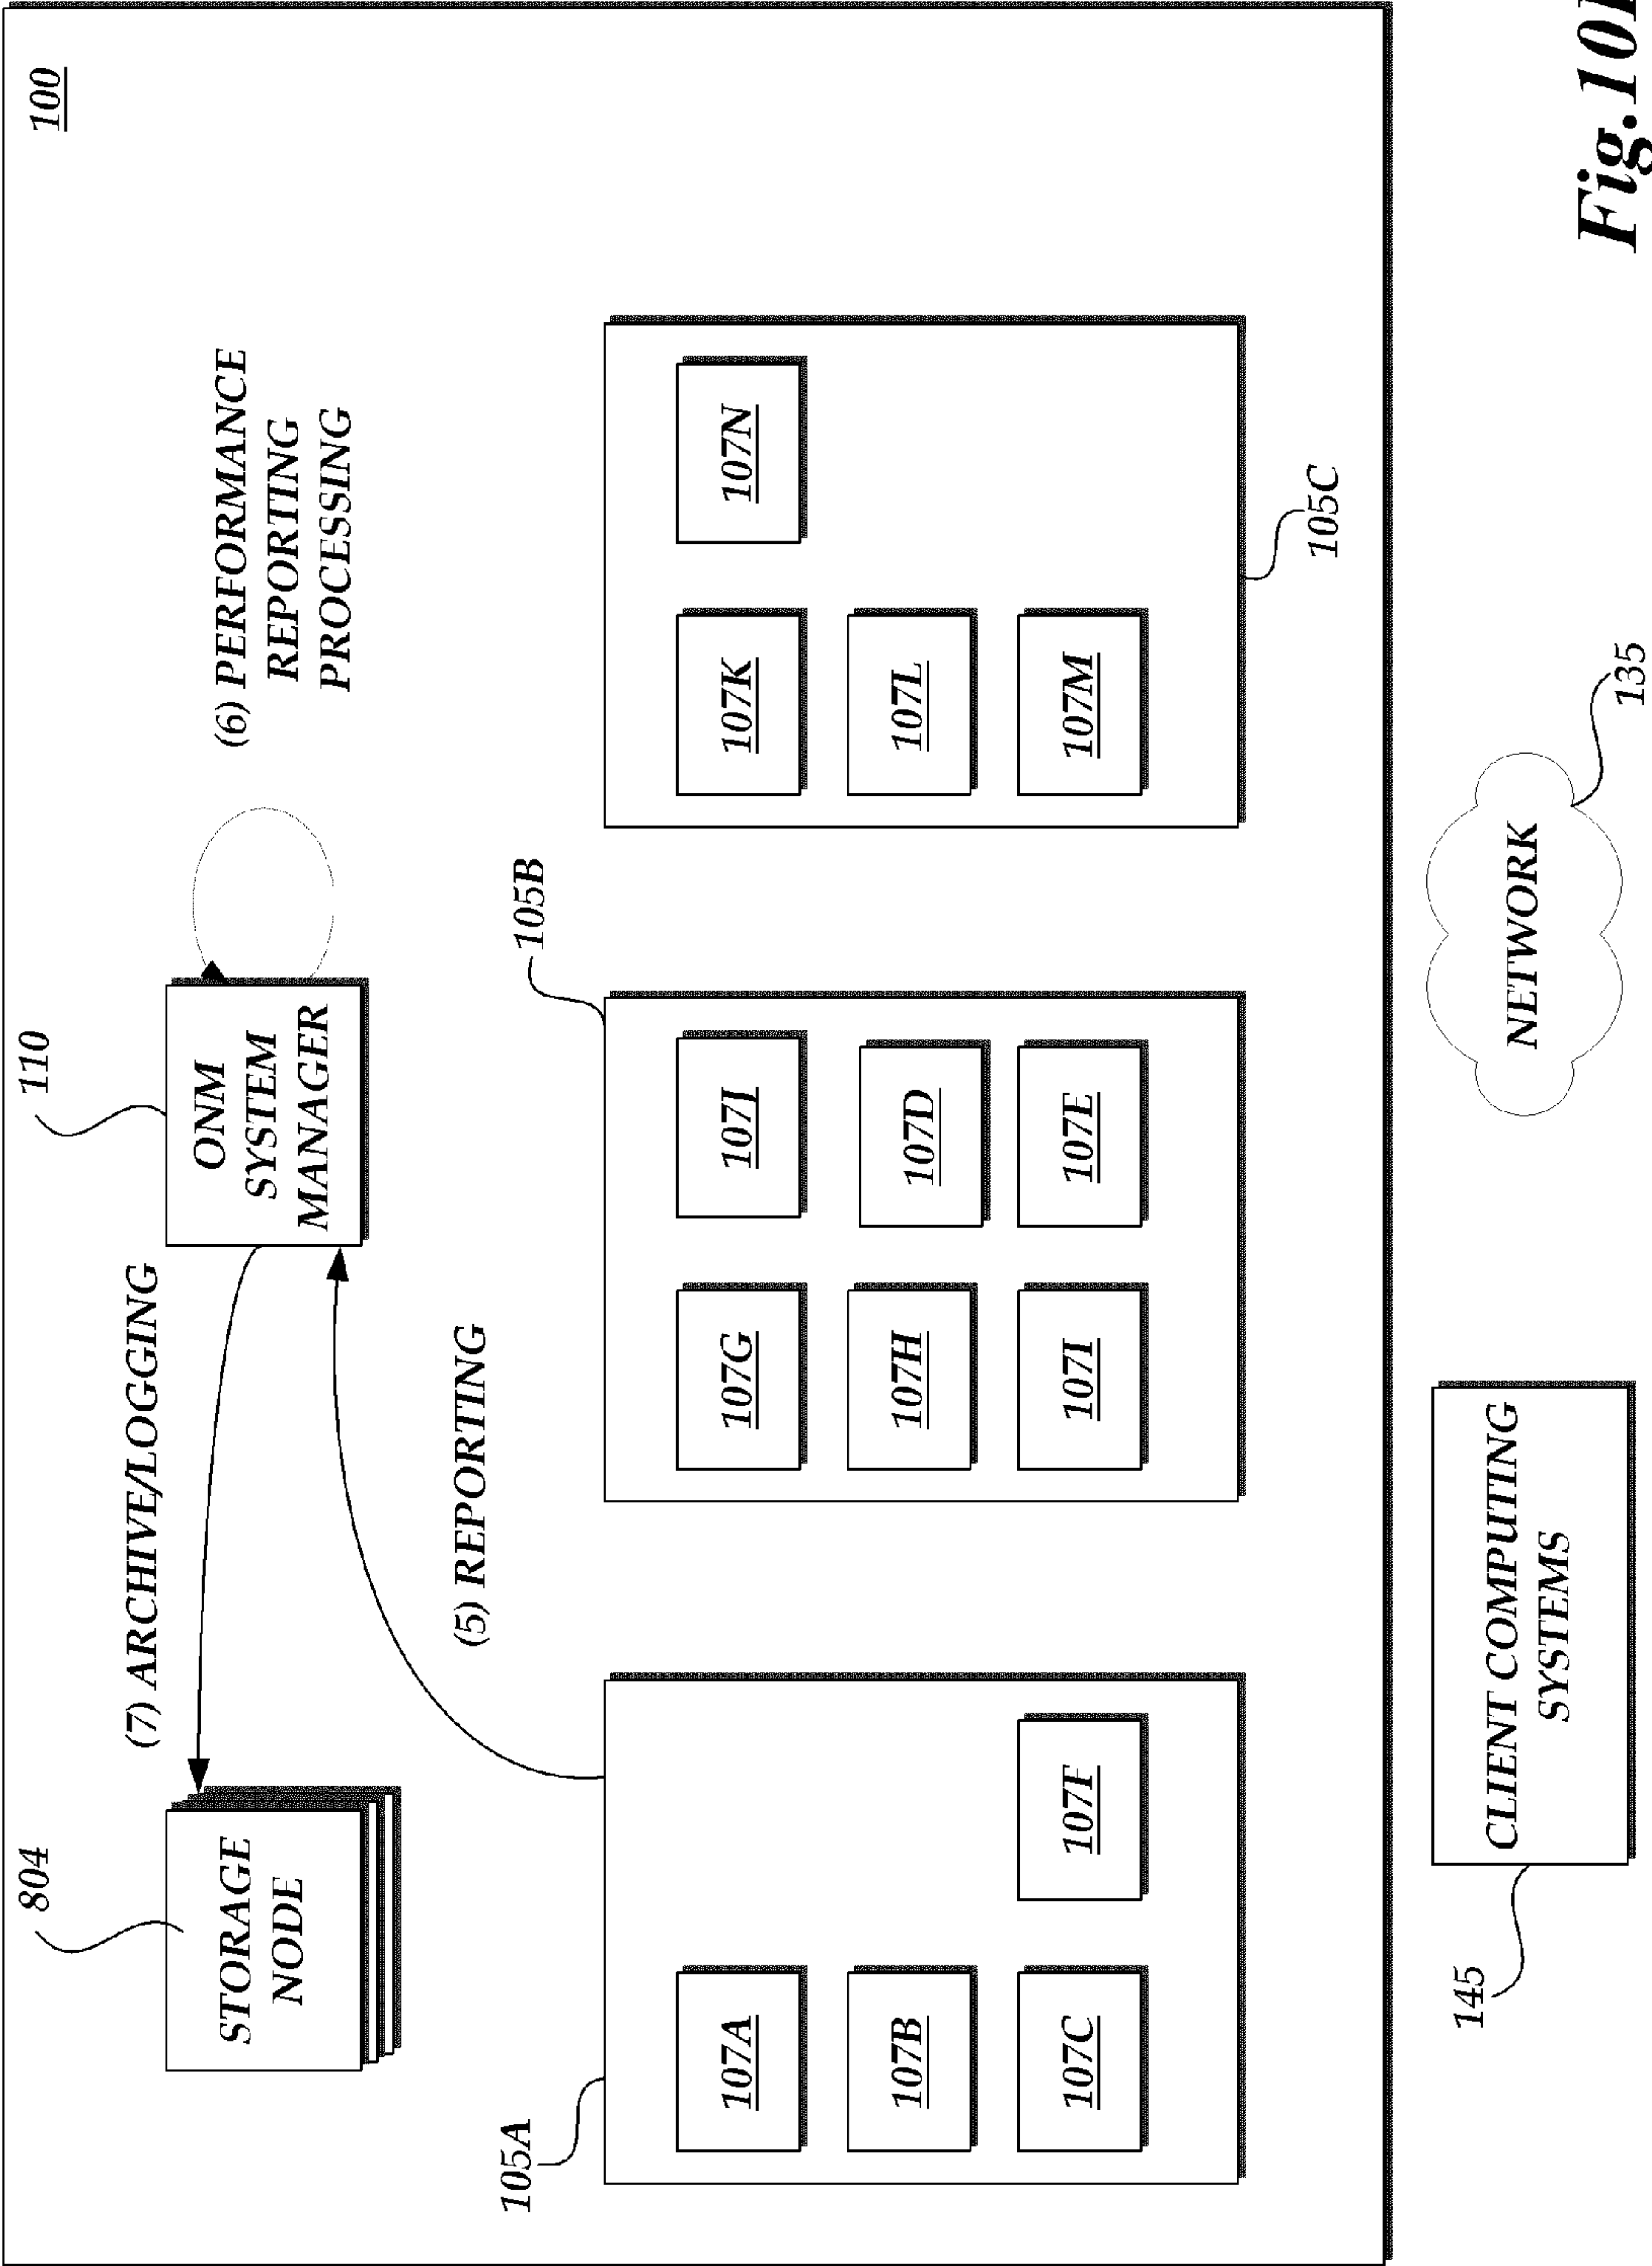 100
804
110
STORAGE
NODE
(7) ARCHIVE/LOGGING
ONM
SYSTEM
MANAGER
(6) PERFORMANCE
REPORTING
PROCESSING
(5) REPORTING
105A
107A
107B
107C
107F
105B
107G
107J
107H
107D
107I
107E
107K
107N
107L
107M
105C
145
CLIENT COMPUTING
SYSTEMS
NETWORK
135